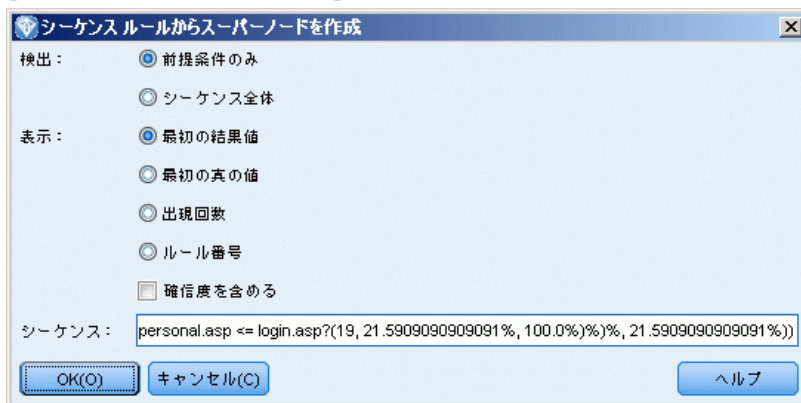 シーケンス ルールからスーパーノードを作成
検出： 前提条件のみ
シーケンス全体
表示： 最初の結果値
最初の真の値
出現回数
ルール番号
確信度を含める
シーケンス： personal.asp <= login.asp?(19, 21.5909090909091%, 100.0%)%)%, 21.5909090909091%))
OK(O) キャンセル(C) ヘルプ